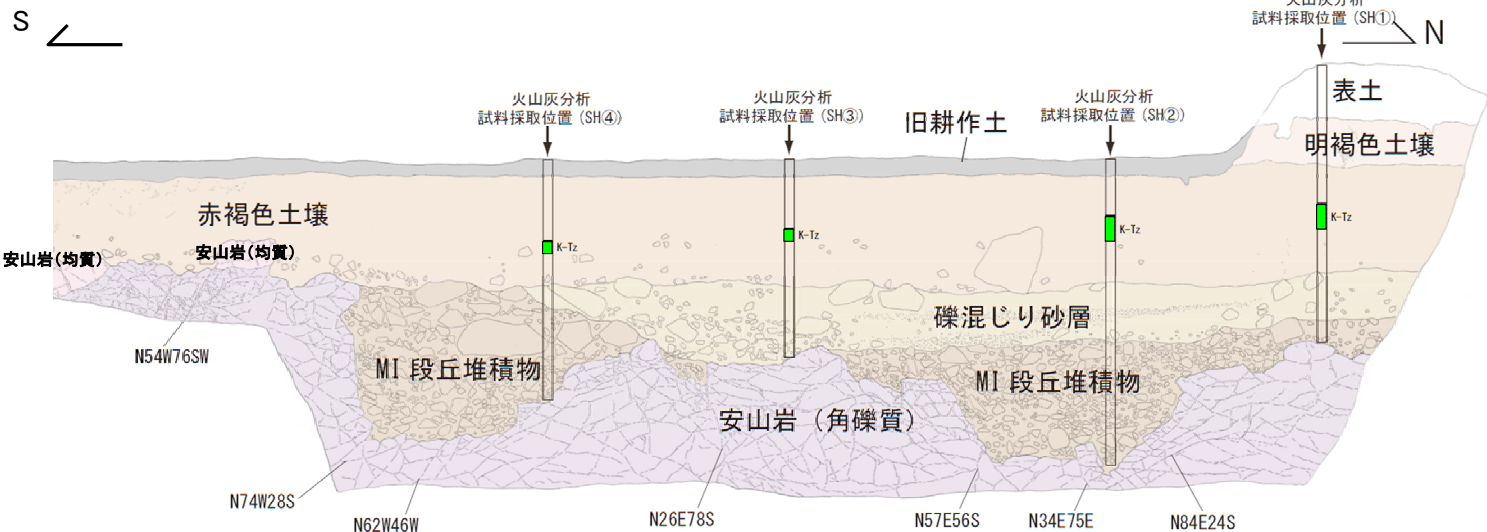 S
N
火山灰分析
試料採取位置 (SH①)
火山灰分析
試料採取位置 (SH④)
火山灰分析
試料採取位置 (SH③)
旧耕作土
火山灰分析
試料採取位置 (SH②)
表土
明褐色土壌
赤褐色土壌
安山岩(均質)
安山岩(均質)
K-Tz
K-Tz
K-Tz
K-Tz
礫混じり砂層
MI 段丘堆積物
MI 段丘堆積物
安山岩（角礫質）
N54W76SW
N74W28S
N62W46W
N26E78S
N57E56S
N34E75E
N84E24S